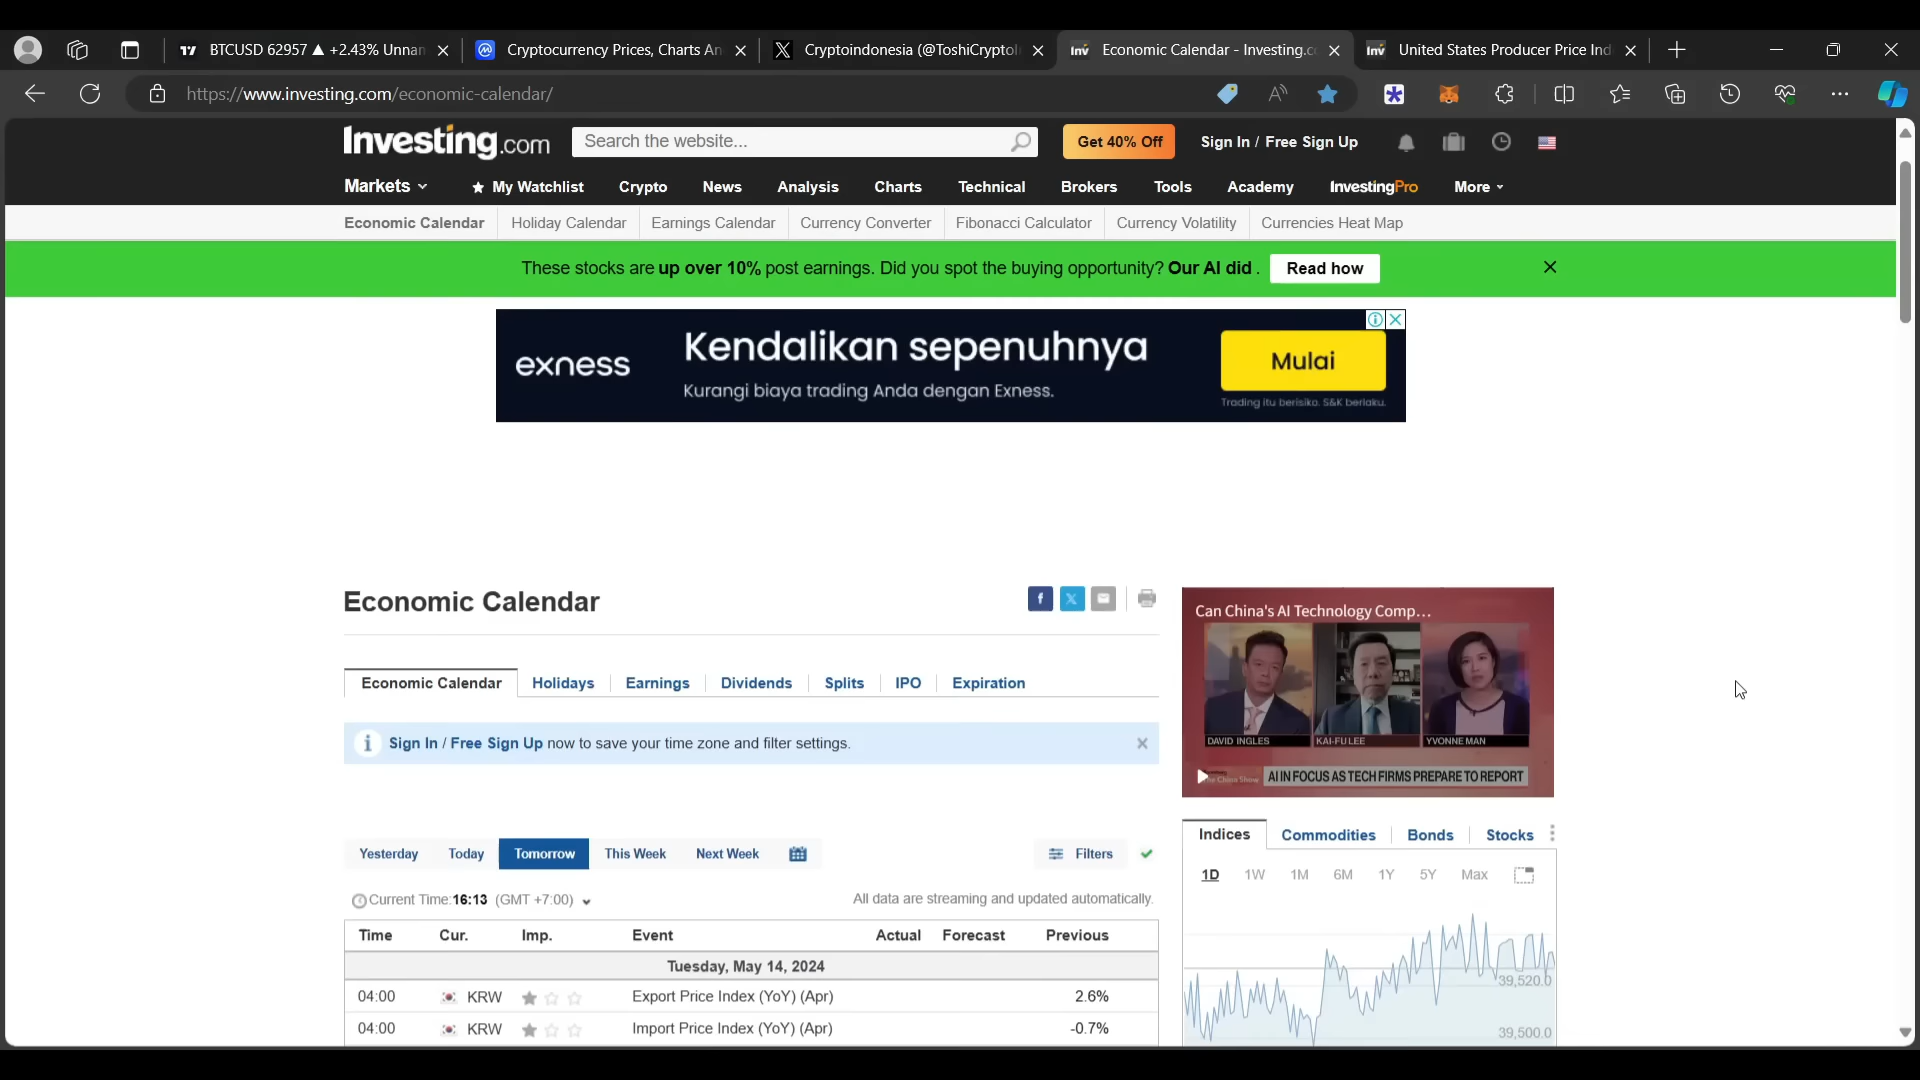 BTCUSD 62957 ▲ +2.43% Unnan
Cryptocurrency Prices, Charts An
Cryptoindonesia (@ToshiCryptoI
Economic Calendar - Investing.c
United States Producer Price Ind
https://www.investing.com/economic-calendar/
Investing.com
Search the website...
Get 40% Off
Sign In / Free Sign Up
Markets
My Watchlist
Crypto
News
Analysis
Charts
Technical
Brokers
Tools
Academy
InvestingPro
More
Economic Calendar
Holiday Calendar
Earnings Calendar
Currency Converter
Fibonacci Calculator
Currency Volatility
Currencies Heat Map
These stocks are up over 10% post earnings. Did you spot the buying opportunity? Our AI did .
Read how
exness
Kendalikan sepenuhnya
Kurangi biaya trading Anda dengan Exness.
Mulai
Trading itu berisiko. S&K berlaku.
Economic Calendar
Economic Calendar
Holidays
Earnings
Dividends
Splits
IPO
Expiration
Sign In / Free Sign Up now to save your time zone and filter settings.
Can China's AI Technology Comp...
DAVID INGLES
KAI-FU LEE
YVONNE MAN
The China Show
AI IN FOCUS AS TECH FIRMS PREPARE TO REPORT
Yesterday
Today
Tomorrow
This Week
Next Week
Filters
Current Time:16:13 (GMT +7:00)
All data are streaming and updated automatically.
Time Cur. Imp. Event Actual Forecast Previous
Tuesday, May 14, 2024
04:00 KRW Export Price Index (YoY) (Apr) 2.6%
04:00 KRW Import Price Index (YoY) (Apr) -0.7%
Indices
Commodities
Bonds
Stocks
1D 1W 1M 6M 1Y 5Y Max
39,520.0
39,500.0